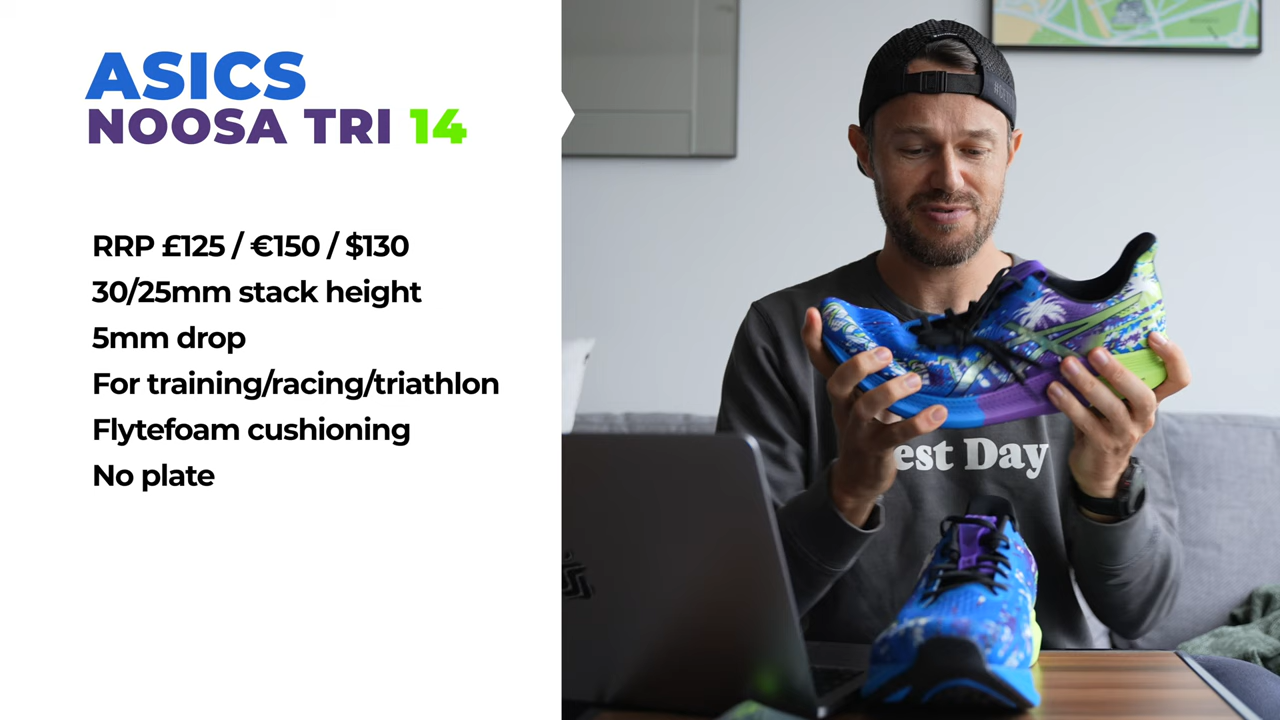 ASICS
NOOSA TRI 14
RRP £125 / €150 / $130
30/25mm stack height
5mm drop
For training/racing/triathlon
Flytefoam cushioning
No plate
est Day